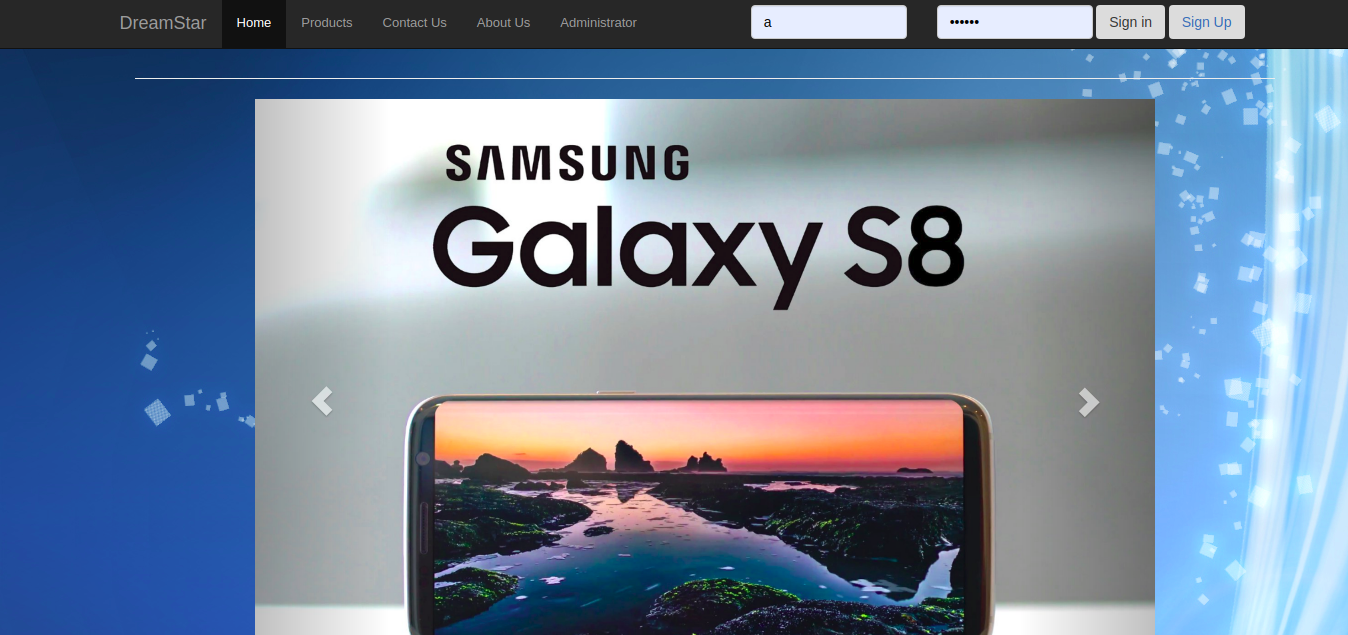 DreamStar Home Products Contact Us About Us Administrator a •••••• Sign in Sign Up
SAMSUNG
Galaxy S8